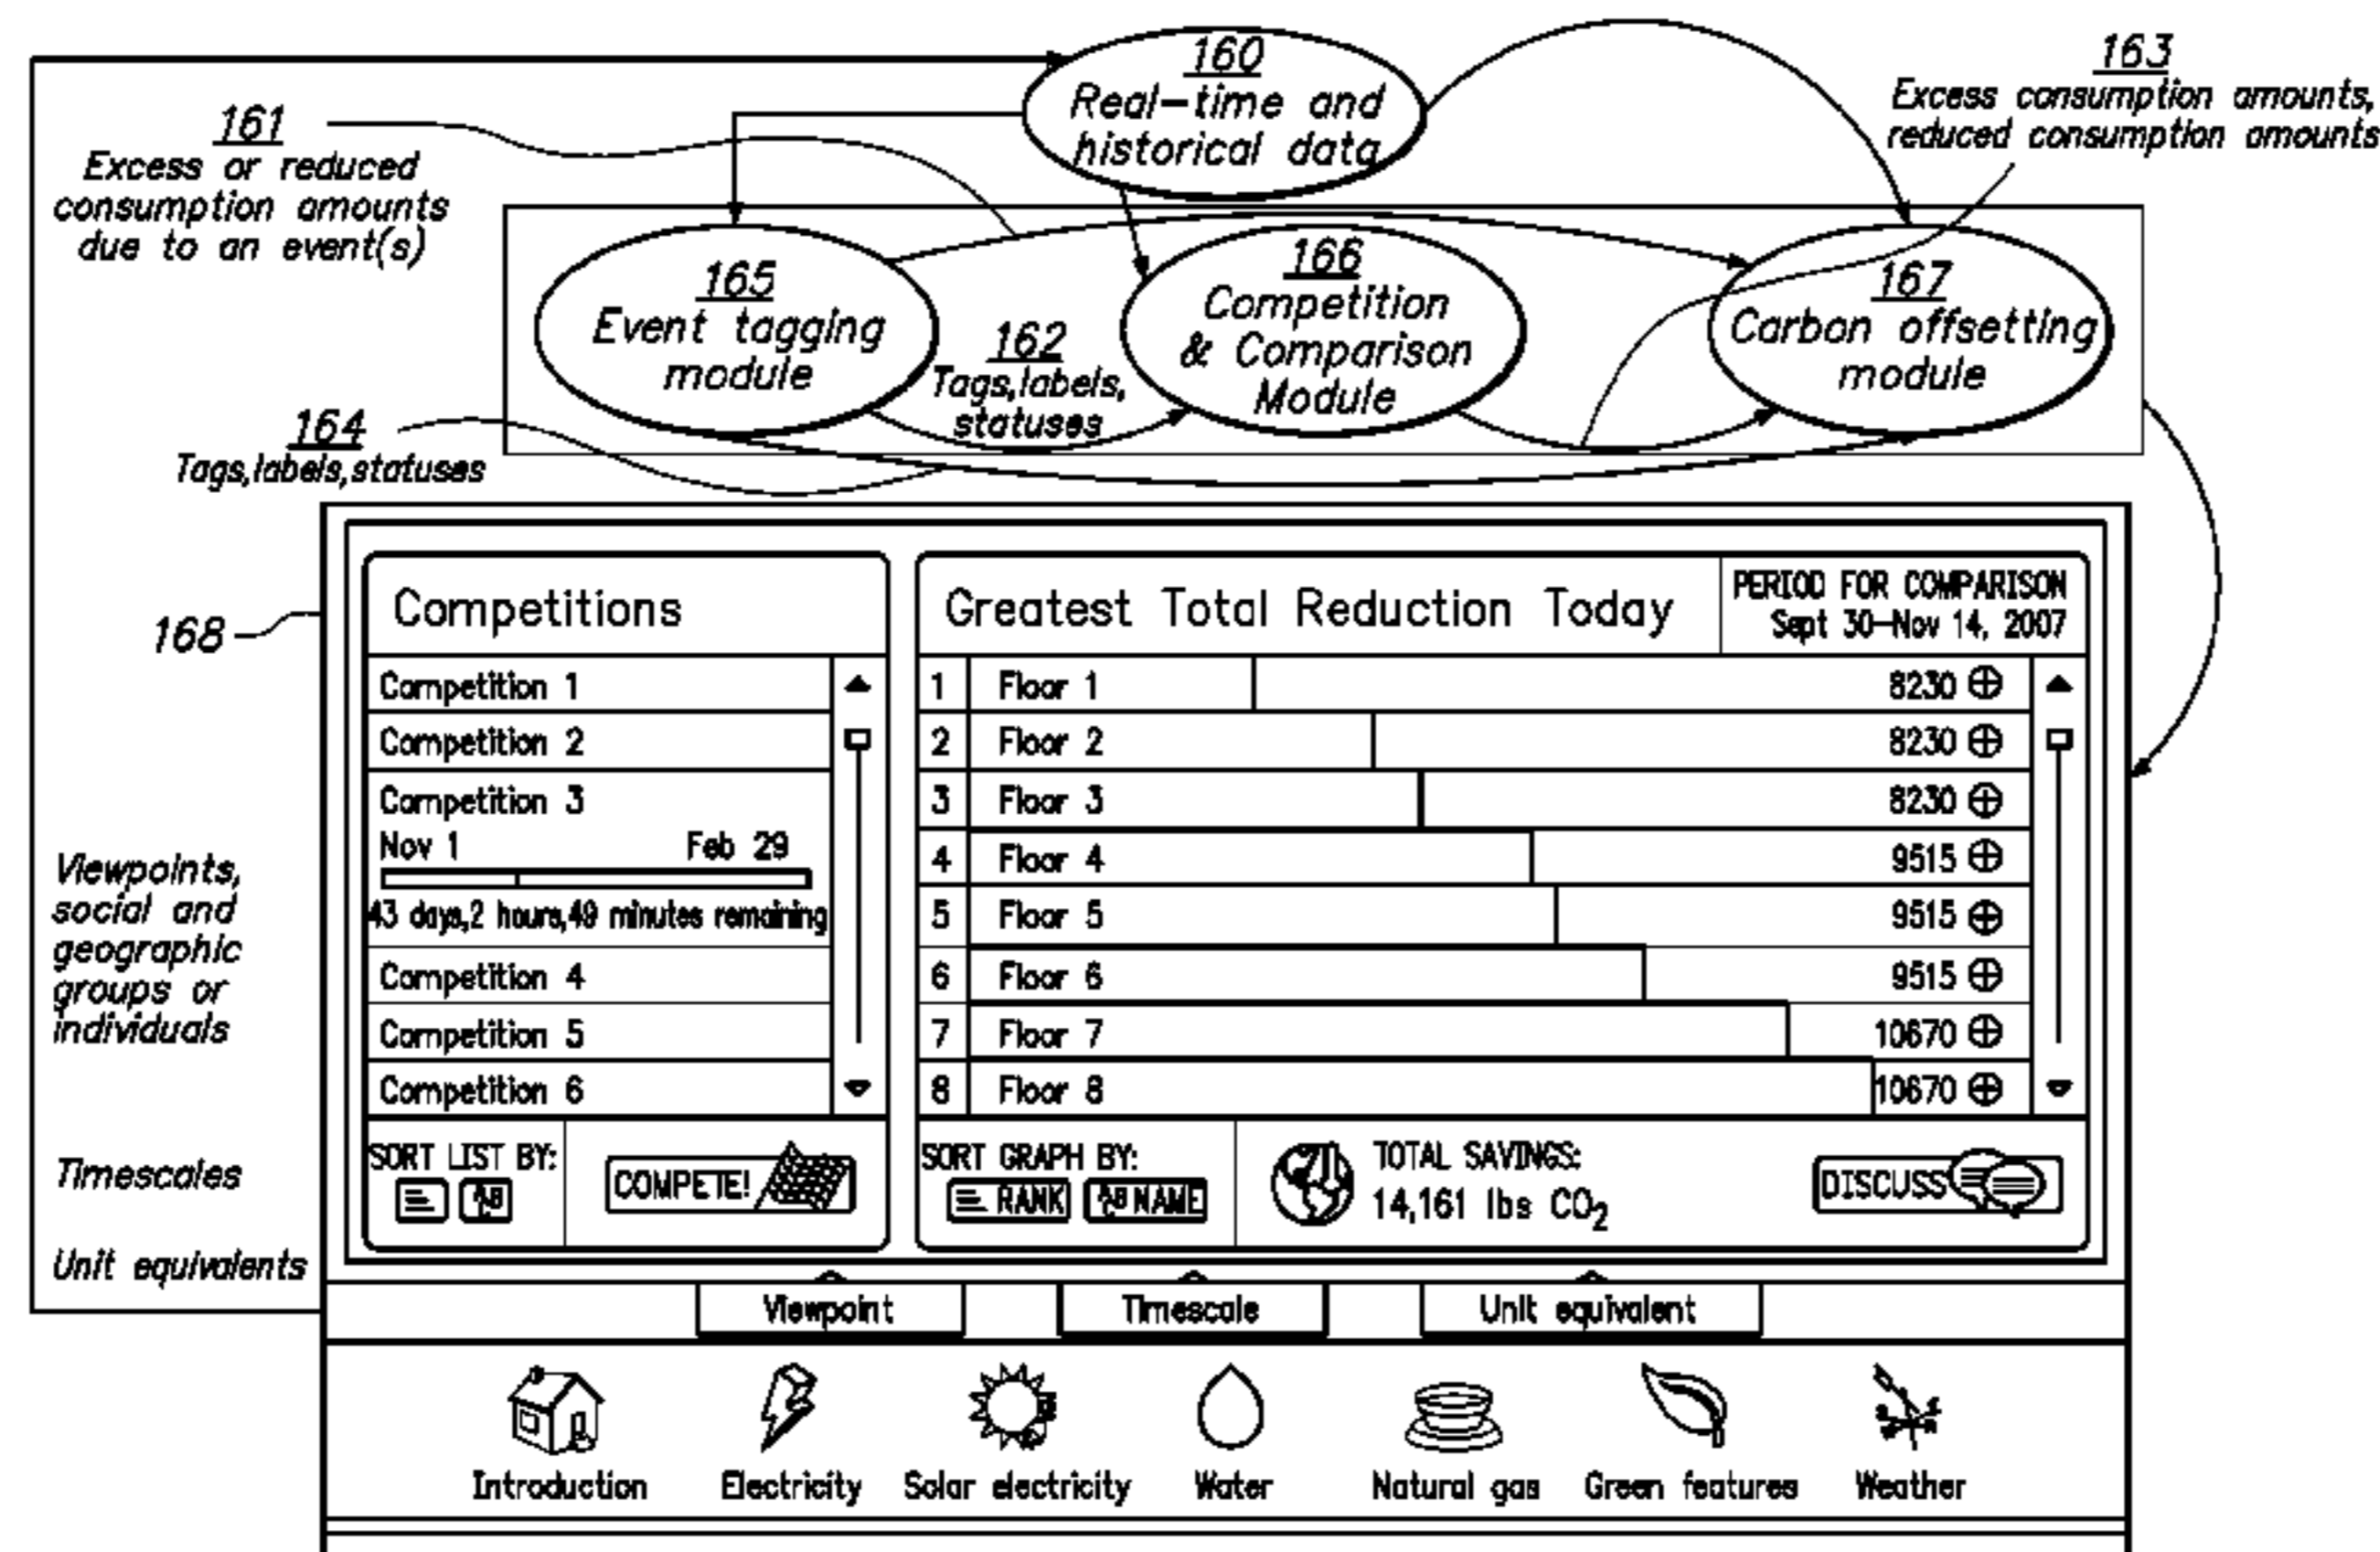 160
Real-time and
historical data
161
Excess or reduced
consumption amounts
due to an event(s)
163
Excess consumption amounts,
reduced consumption amounts
165
Event tagging
module
162
Tags,labels,
statuses
166
Competition
& Comparison
Module
167
Carbon offsetting
module
164
Tags,labels,statuses
168
Viewpoints,
social and
geographic
groups or
individuals
Timescales
Unit equivalents
Competitions
Competition 1
Competition 2
Competition 3
Nov 1 Feb 29
43 days,2 hours,49 minutes remaining
Competition 4
Competition 5
Competition 6
SORT LIST BY:
COMPETE!
Greatest Total Reduction Today
PERIOD FOR COMPARISON
Sept 30-Nov 14, 2007
1 Floor 1 8230
2 Floor 2 8230
3 Floor 3 8230
4 Floor 4 9515
5 Floor 5 9515
6 Floor 6 9515
7 Floor 7 10670
8 Floor 8 10670
SORT GRAPH BY:
RANK NAME
TOTAL SAVINGS:
14,161 lbs CO₂
DISCUSS
Viewpoint Timescale Unit equivalent
Introduction Electricity Solar electricity Water Natural gas Green features Weather